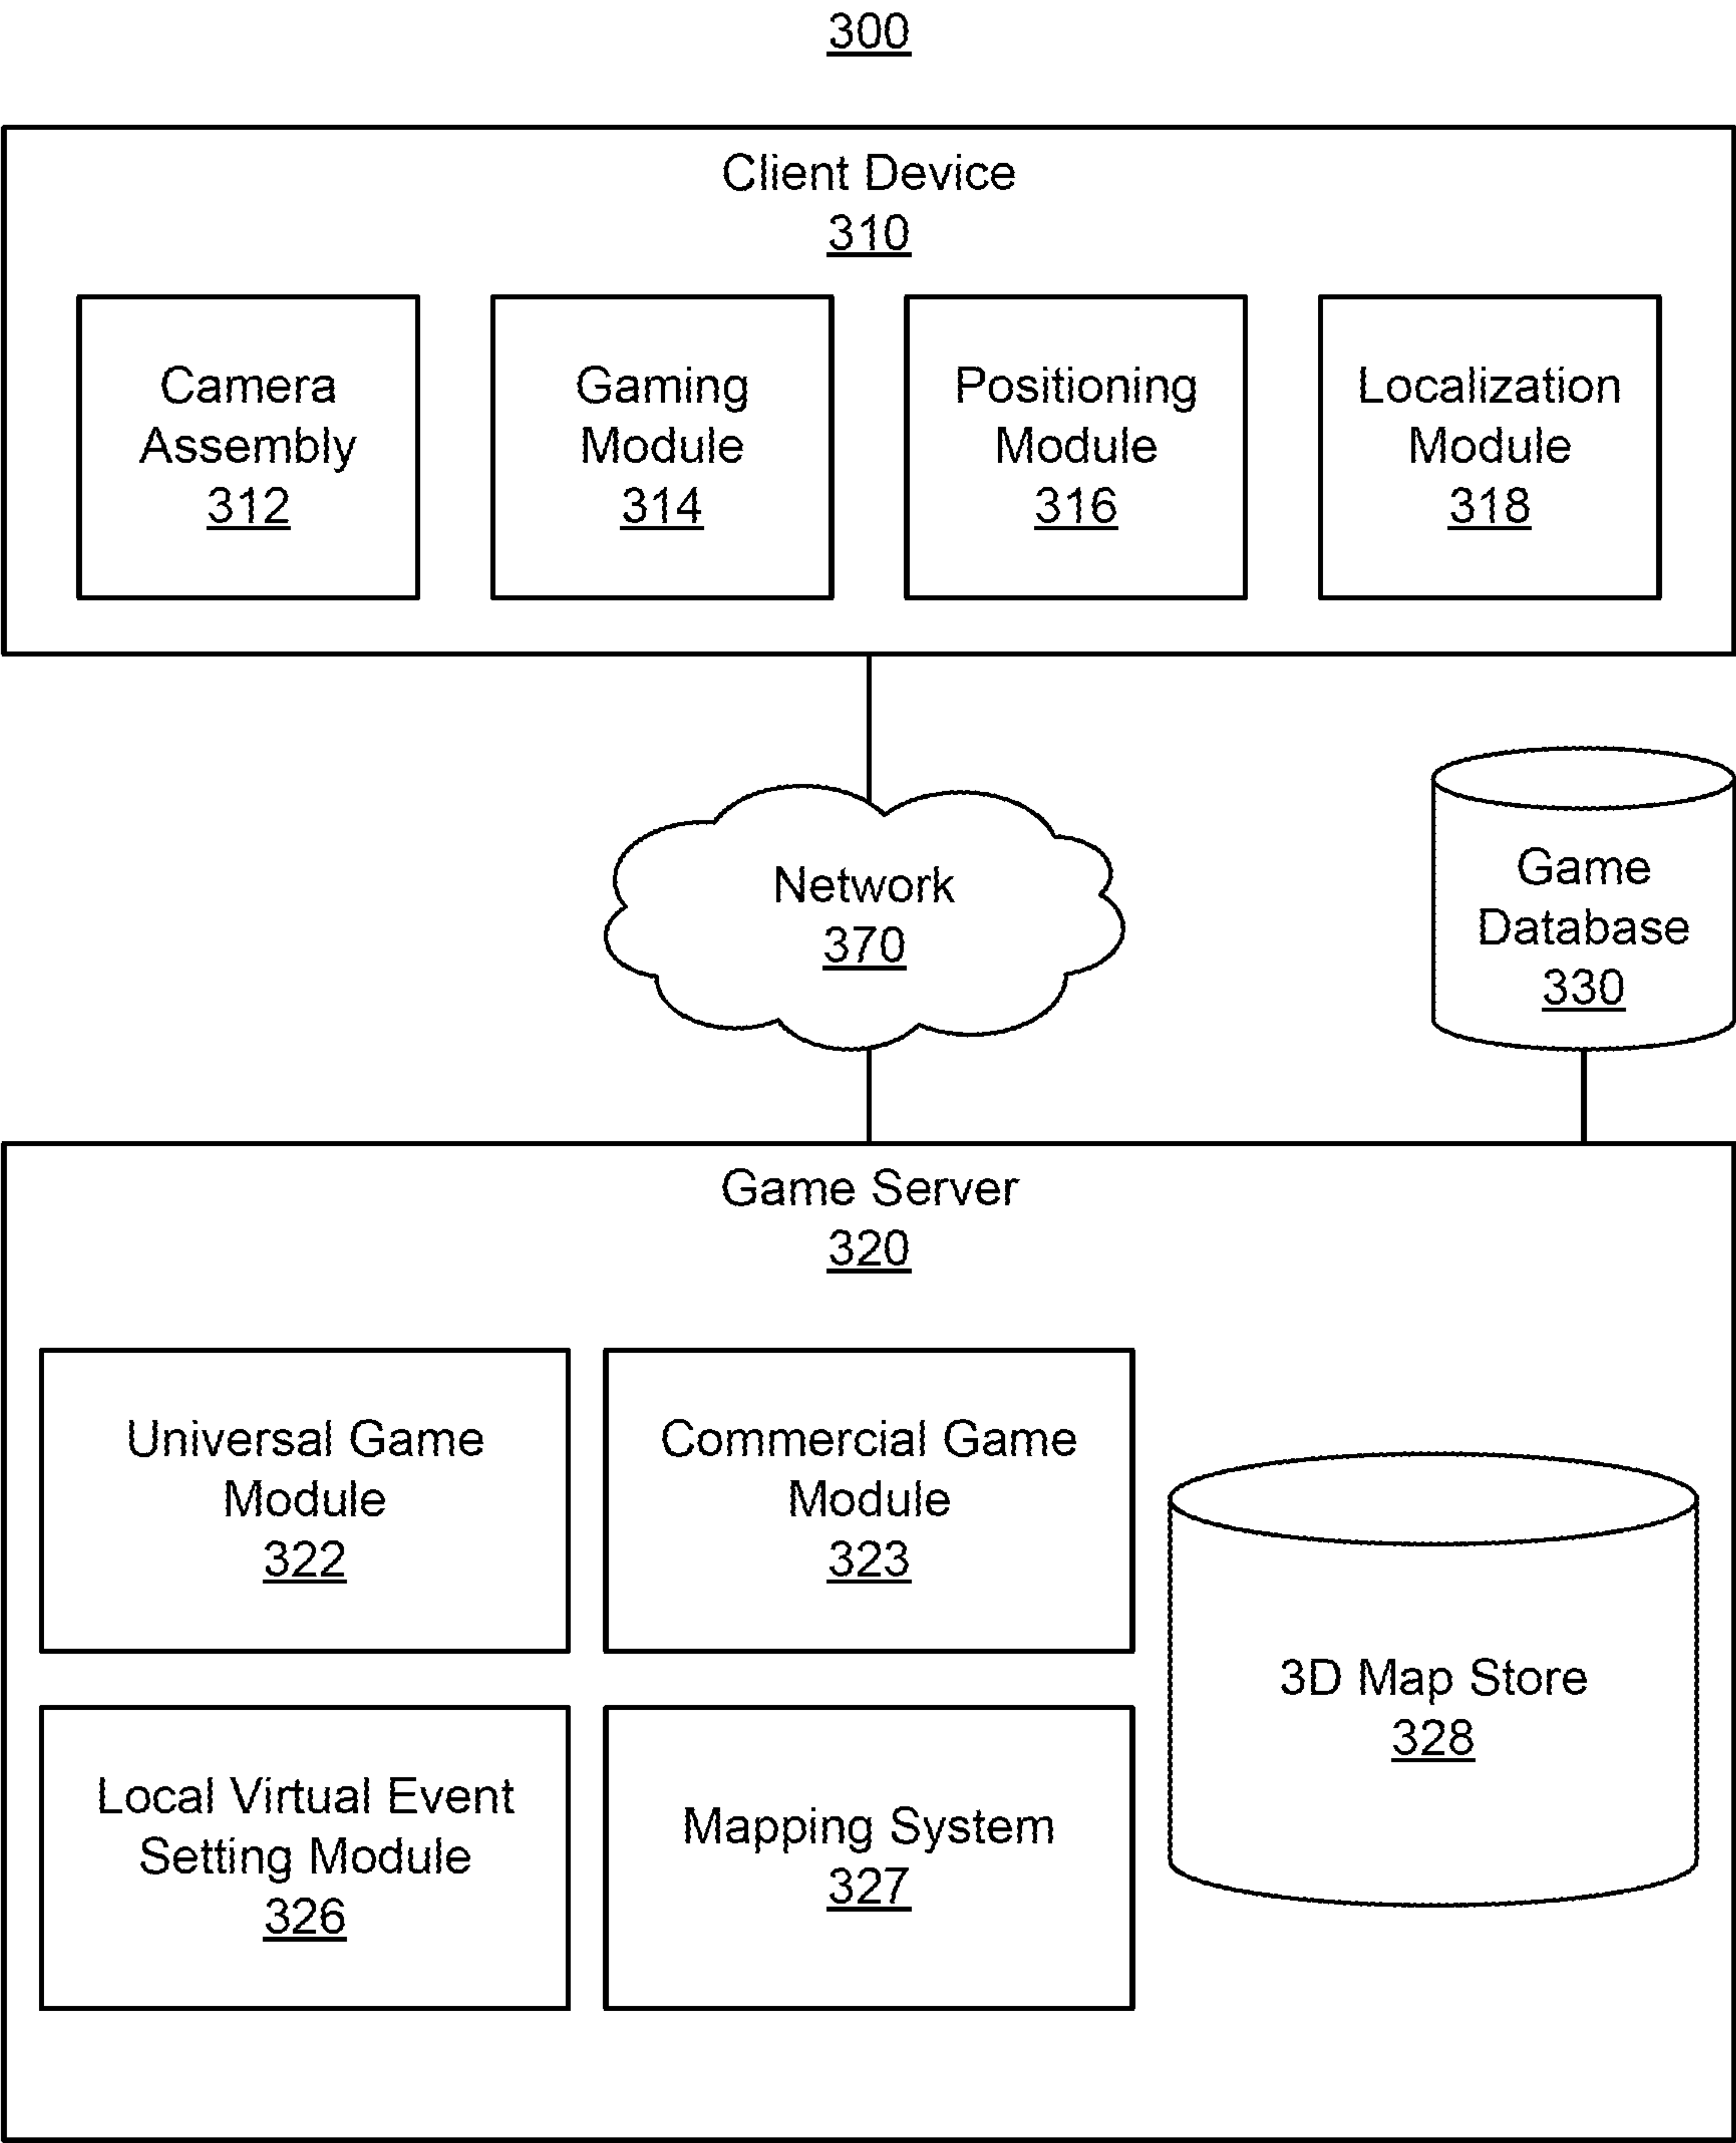 300
Client Device
310
Camera
Assembly
312
Gaming
Module
314
Positioning
Module
316
Localization
Module
318
Network
370
Game
Database
330
Game Server
320
Universal Game
Module
322
Commercial Game
Module
323
Local Virtual Event
Setting Module
326
Mapping System
327
3D Map Store
328